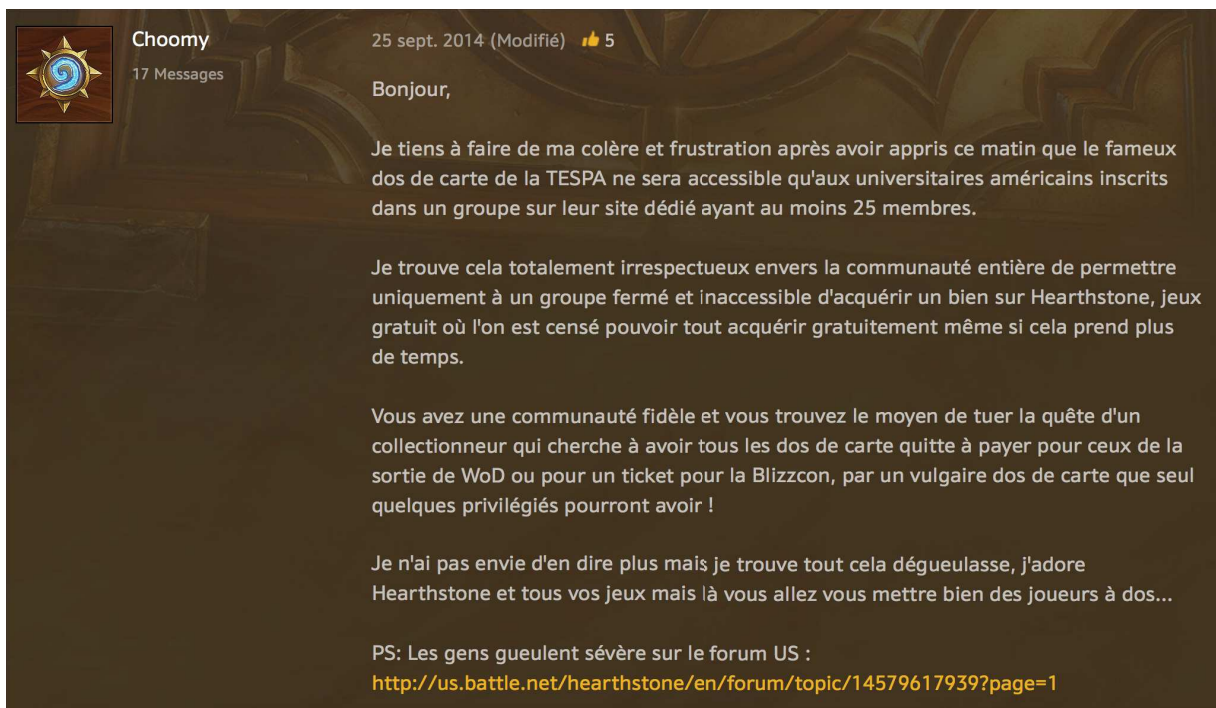 Choomy
17 Messages
25 sept. 2014 (Modifié) 5
Bonjour,
Je tiens à faire de ma colère et frustration après avoir appris ce matin que le fameux
dos de carte de la TESPA ne sera accessible qu'aux universitaires américains inscrits
dans un groupe sur leur site dédié ayant au moins 25 membres.
Je trouve cela totalement irrespectueux envers la communauté entière de permettre
uniquement à un groupe fermé et inaccessible d'acquérir un bien sur Hearthstone, jeux
gratuit où l'on est censé pouvoir tout acquérir gratuitement même si cela prend plus
de temps.
Vous avez une communauté fidèle et vous trouvez le moyen de tuer la quête d'un
collectionneur qui cherche à avoir tous les dos de carte quitte à payer pour ceux de la
sortie de WoD ou pour un ticket pour la Blizzcon, par un vulgaire dos de carte que seul
quelques privilégiés pourront avoir !
Je n'ai pas envie d'en dire plus mais je trouve tout cela dégueulasse, j'adore
Hearthstone et tous vos jeux mais là vous allez vous mettre bien des joueurs à dos...
PS: Les gens gueulent sévère sur le forum US :
http://us.battle.net/hearthstone/en/forum/topic/14579617939?page=1